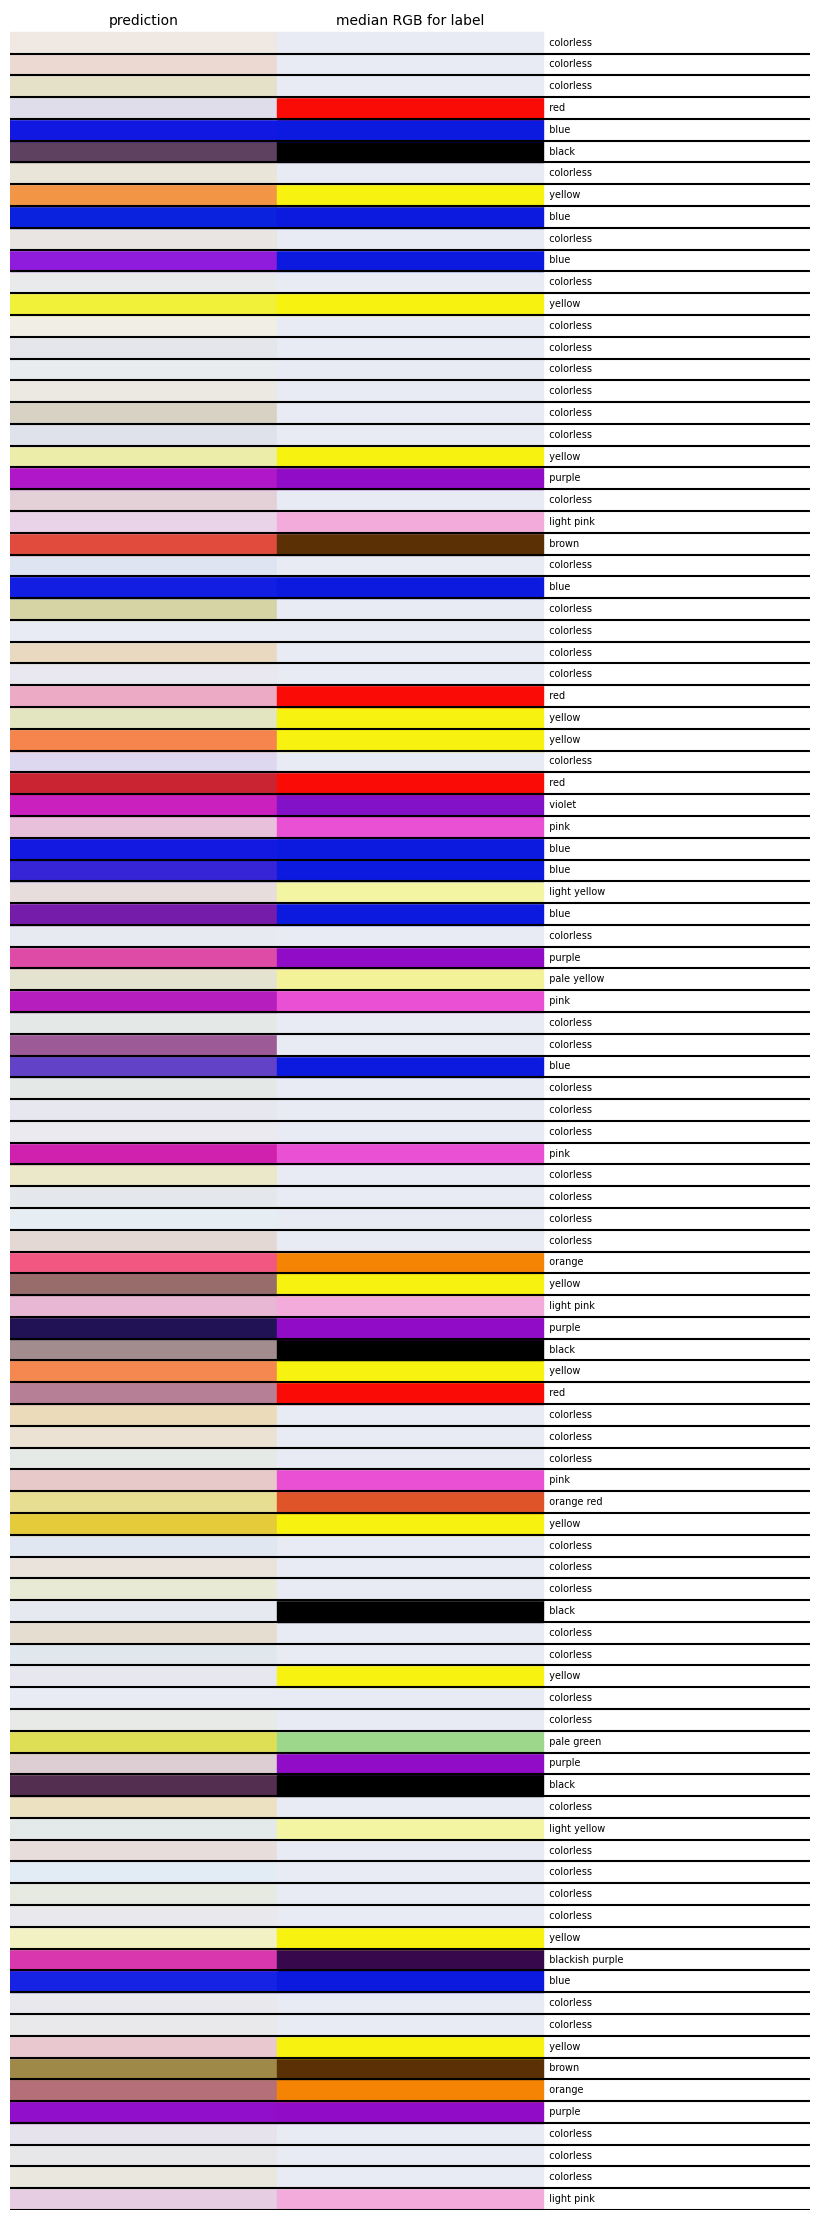 prediction median RGB for label
colorless
colorless
colorless
red
blue
black
colorless
yellow
blue
colorless
blue
colorless
yellow
colorless
colorless
colorless
colorless
colorless
colorless
yellow
purple
colorless
light pink
brown
colorless
blue
colorless
colorless
colorless
colorless
red
yellow
yellow
colorless
red
violet
pink
blue
blue
light yellow
blue
colorless
purple
pale yellow
pink
colorless
colorless
blue
colorless
colorless
colorless
pink
colorless
colorless
colorless
colorless
orange
yellow
light pink
purple
black
yellow
red
colorless
colorless
colorless
pink
orange red
yellow
colorless
colorless
colorless
black
colorless
colorless
yellow
colorless
colorless
pale green
purple
black
colorless
light yellow
colorless
colorless
colorless
colorless
yellow
blackish purple
blue
colorless
colorless
yellow
brown
orange
purple
colorless
colorless
colorless
light pink